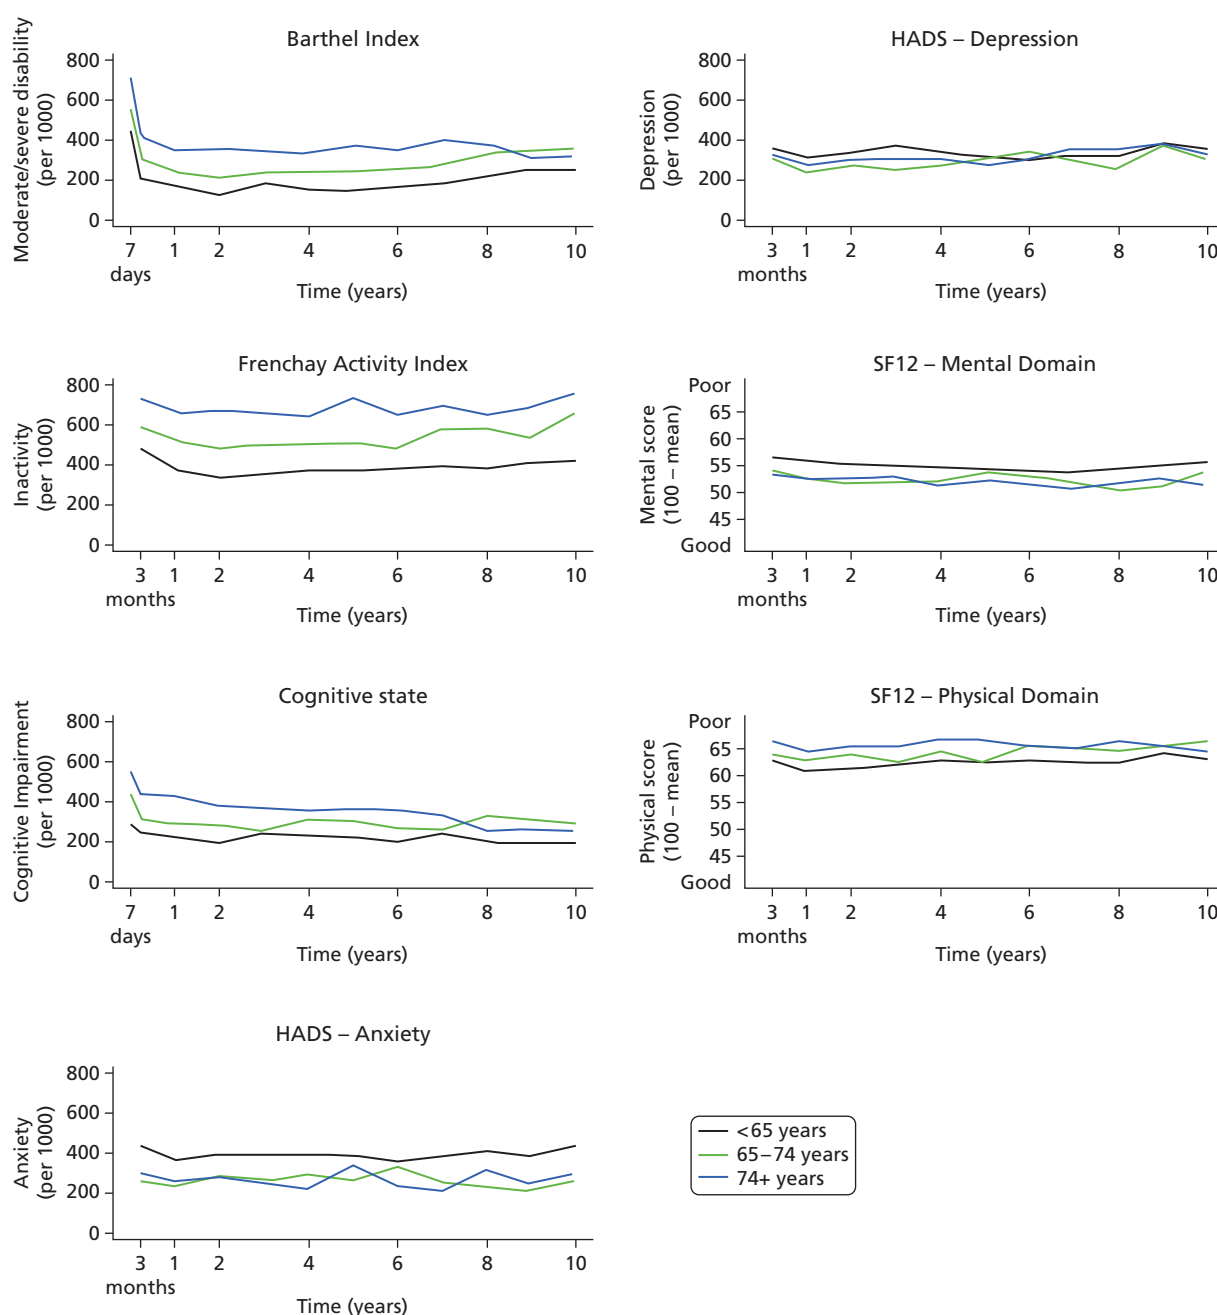 Barthel Index
Moderate/severe disability
(per 1000)
800
600
400
200
0
7
days
1
2
4
6
8
10
Time (years)
HADS – Depression
Depression
(per 1000)
800
600
400
200
0
3
months
1
2
4
6
8
10
Time (years)
Frenchay Activity Index
Inactivity
(per 1000)
800
600
400
200
0
3
months
1
2
4
6
8
10
Time (years)
SF12 – Mental Domain
Mental score
(100 – mean)
Poor
65
60
55
50
45
Good
3
months
1
2
4
6
8
10
Time (years)
Cognitive state
Cognitive Impairment
(per 1000)
800
600
400
200
0
7
days
1
2
4
6
8
10
Time (years)
SF12 – Physical Domain
Physical score
(100 – mean)
Poor
65
60
55
50
45
Good
3
months
1
2
4
6
8
10
Time (years)
HADS – Anxiety
Anxiety
(per 1000)
800
600
400
200
0
3
months
1
2
4
6
8
10
Time (years)
<65 years
65–74 years
74+ years